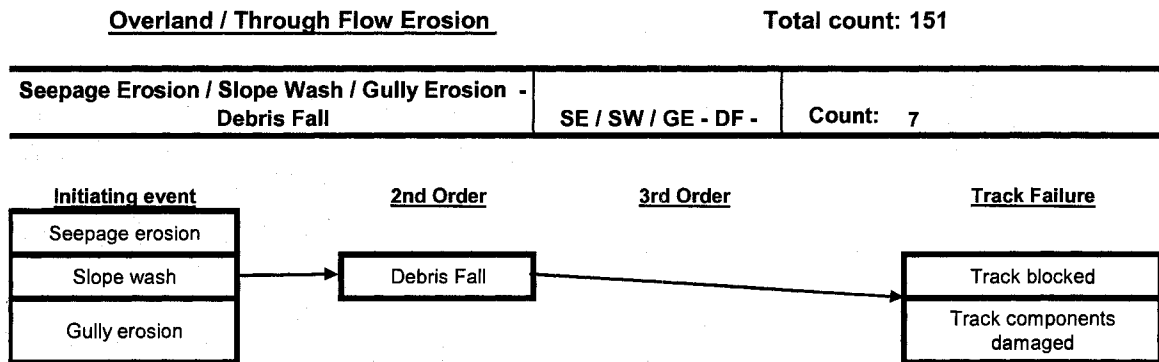 Overland / Through Flow Erosion
Total count: 151
Seepage Erosion / Slope Wash / Gully Erosion -
Debris Fall
SE / SW / GE - DF -
Count: 7
Initiating event
2nd Order
3rd Order
Track Failure
Seepage erosion
Slope wash
Debris Fall
Track blocked
Gully erosion
Track components
damaged